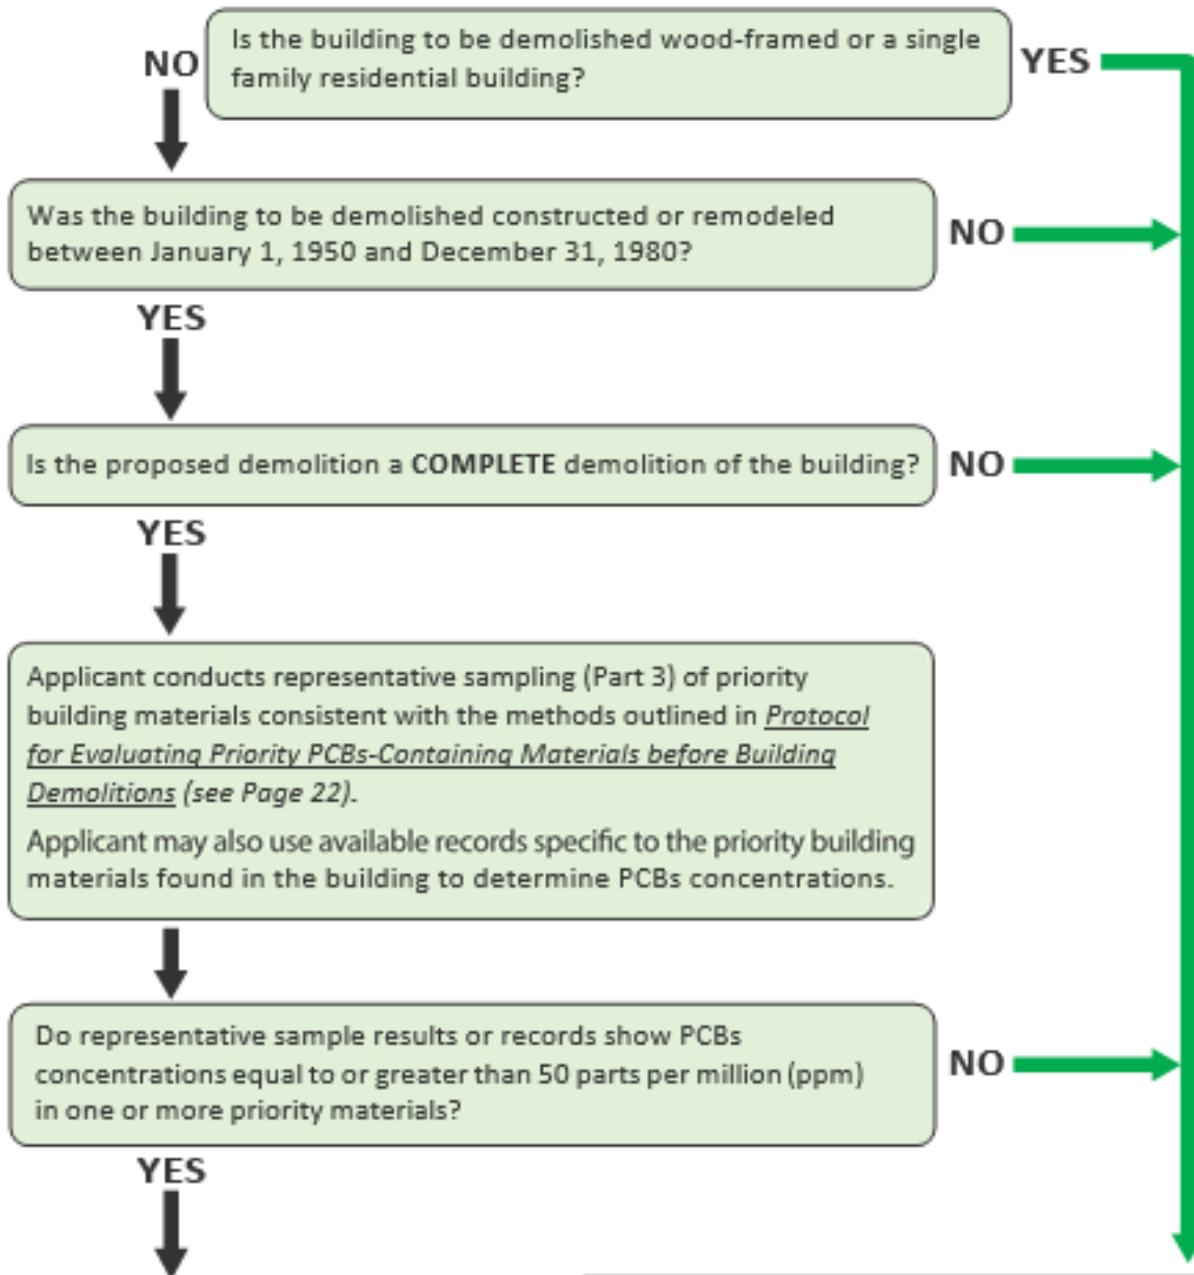 Is the building to be demolished wood-framed or a single
family residential building?
NO
YES
Was the building to be demolished constructed or remodeled
between January 1, 1950 and December 31, 1980?
NO
YES
Is the proposed demolition a COMPLETE demolition of the building?
NO
YES
Applicant conducts representative sampling (Part 3) of priority
building materials consistent with the methods outlined in Protocol
for Evaluating Priority PCBs-Containing Materials before Building
Demolitions (see Page 22).
Applicant may also use available records specific to the priority building
materials found in the building to determine PCBs concentrations.
Do representative sample results or records show PCBs
concentrations equal to or greater than 50 parts per million (ppm)
in one or more priority materials?
NO
YES